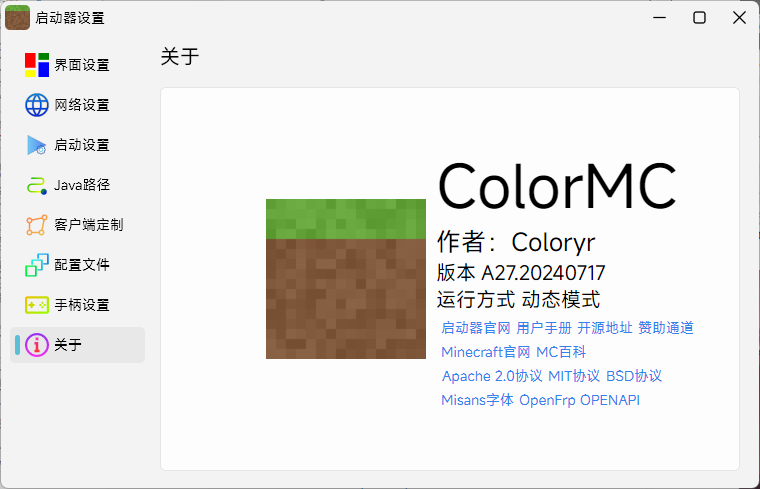 启动器设置
界面设置
网络设置
启动设置
Java路径
客户端定制
配置文件
手柄设置
关于
关于
ColorMC
作者：Coloryr
版本 A27.20240717
运行方式 动态模式
启动器官网 用户手册 开源地址 赞助通道
Minecraft官网 MC百科
Apache 2.0协议 MIT协议 BSD协议
Misans字体 OpenFrp OPENAPI